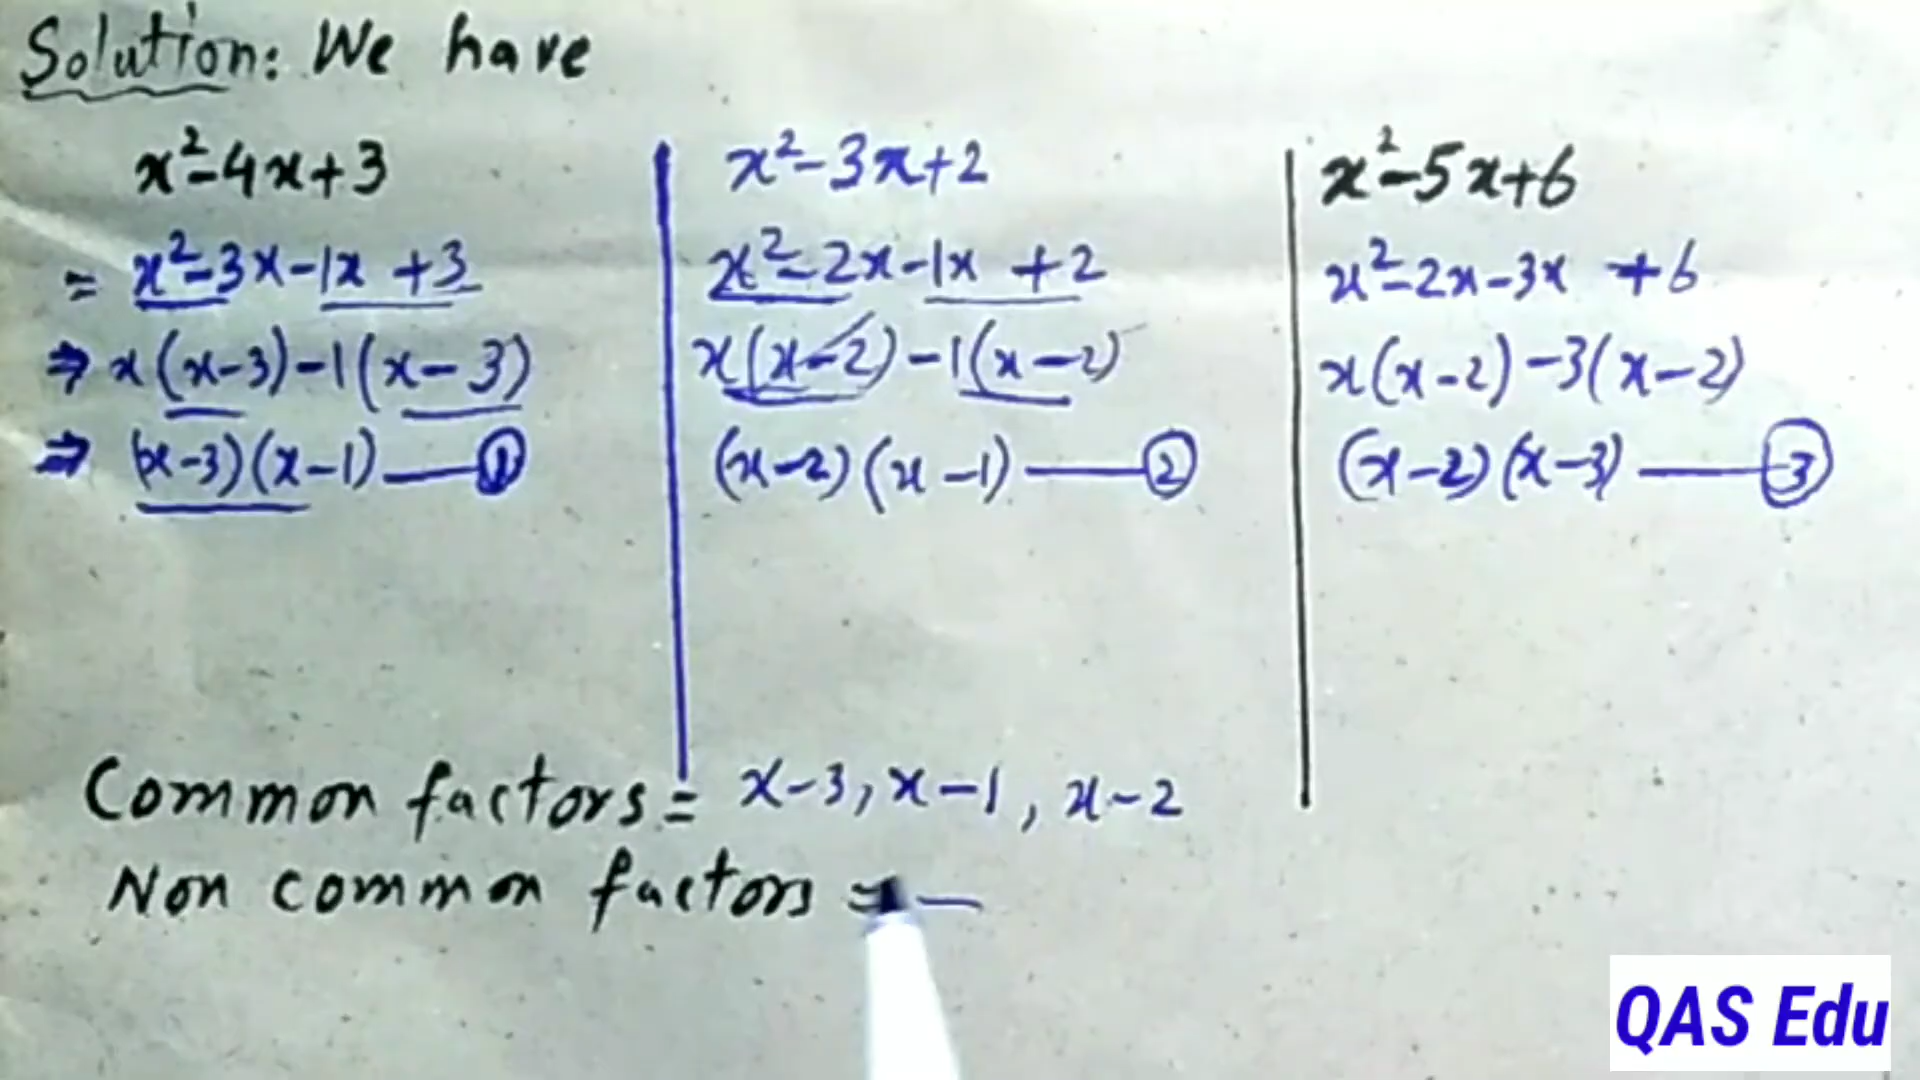 Solution: We have
x²-4x+3
= x²-3x-1x +3
⇒ x(x-3)-1(x-3)
⇒ (x-3)(x-1)——①
x²-3x+2
x²-2x-1x +2
x(x-2)-1(x-2)
(x-2)(x-1)——②
x²-5x+6
x²-2x-3x +6
x(x-2)-3(x-2)
(x-2)(x-3)——③
Common factors = x-3, x-1, x-2
Non common factors = —
QAS Edu